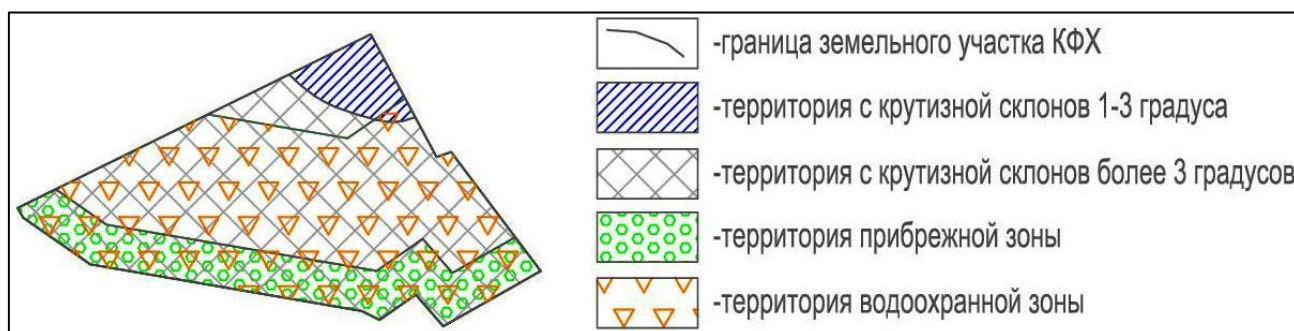 -граница земельного участка КФХ
-территория с крутизной склонов 1-3 градуса
-территория с крутизной склонов более 3 градусов
-территория прибрежной зоны
-территория водоохранной зоны